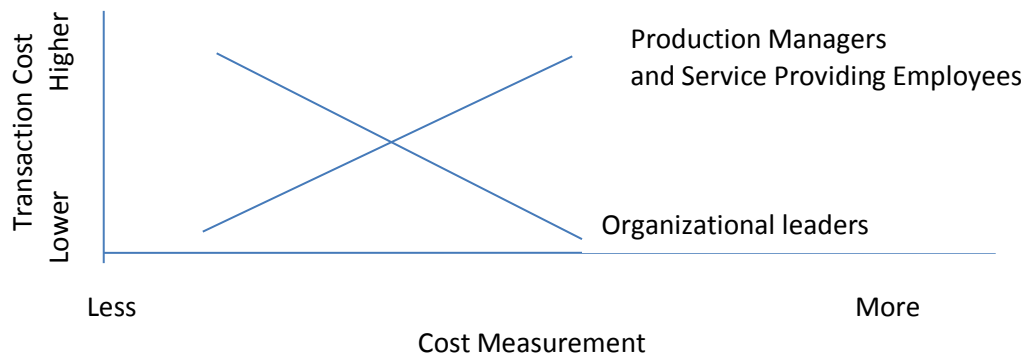 Transaction Cost
Higher
Lower
Production Managers
and Service Providing Employees
Organizational leaders
Less
More
Cost Measurement